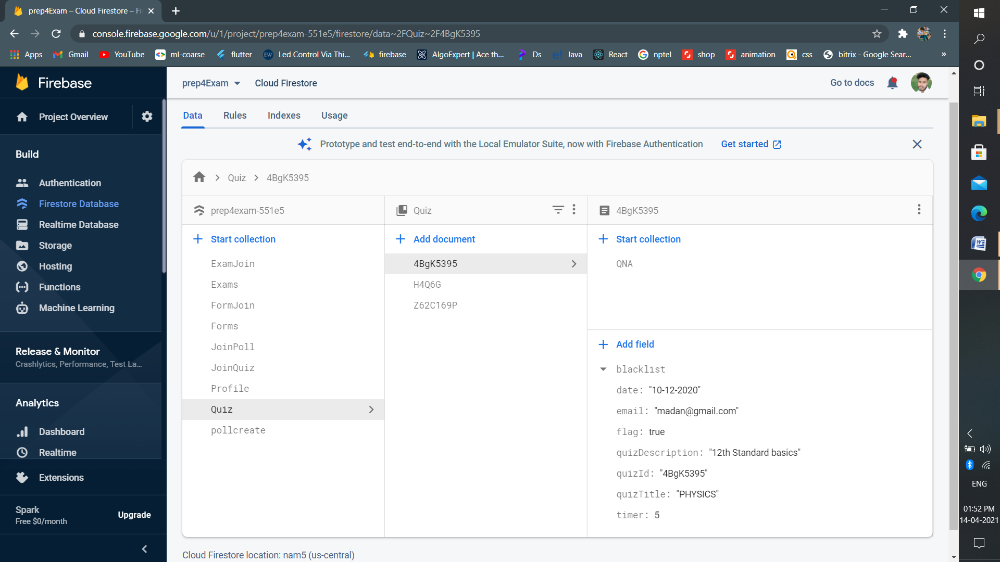 prep4Exam – Cloud Firestore – Fi
console.firebase.google.com/u/1/project/prep4exam-551e5/firestore/data~2FQuiz~2F4BgK5395
Apps Gmail YouTube ml-coarse flutter Led Control Via Thi... firebase AlgoExpert | Ace th... Ds Java React nptel shop animation css bitrix - Google Sear... »
Firebase
prep4Exam Cloud Firestore Go to docs
Project Overview
Data Rules Indexes Usage
Prototype and test end-to-end with the Local Emulator Suite, now with Firebase Authentication Get started
Build
Authentication
Firestore Database
Realtime Database
Storage
Hosting
Functions
Machine Learning
Release & Monitor
Crashlytics, Performance, Test La...
Analytics
Dashboard
Realtime
Extensions
Spark
Free $0/month
Upgrade
Quiz 4BgK5395
prep4exam-551e5
Start collection
ExamJoin
Exams
FormJoin
Forms
JoinPoll
JoinQuiz
Profile
Quiz
pollcreate
Quiz
Add document
4BgK5395
H4Q6G
Z62C169P
4BgK5395
Start collection
QNA
Add field
blacklist
date: "10-12-2020"
email: "madan@gmail.com"
flag: true
quizDescription: "12th Standard basics"
quizId: "4BgK5395"
quizTitle: "PHYSICS"
timer: 5
Cloud Firestore location: nam5 (us-central)
ENG
01:52 PM
14-04-2021